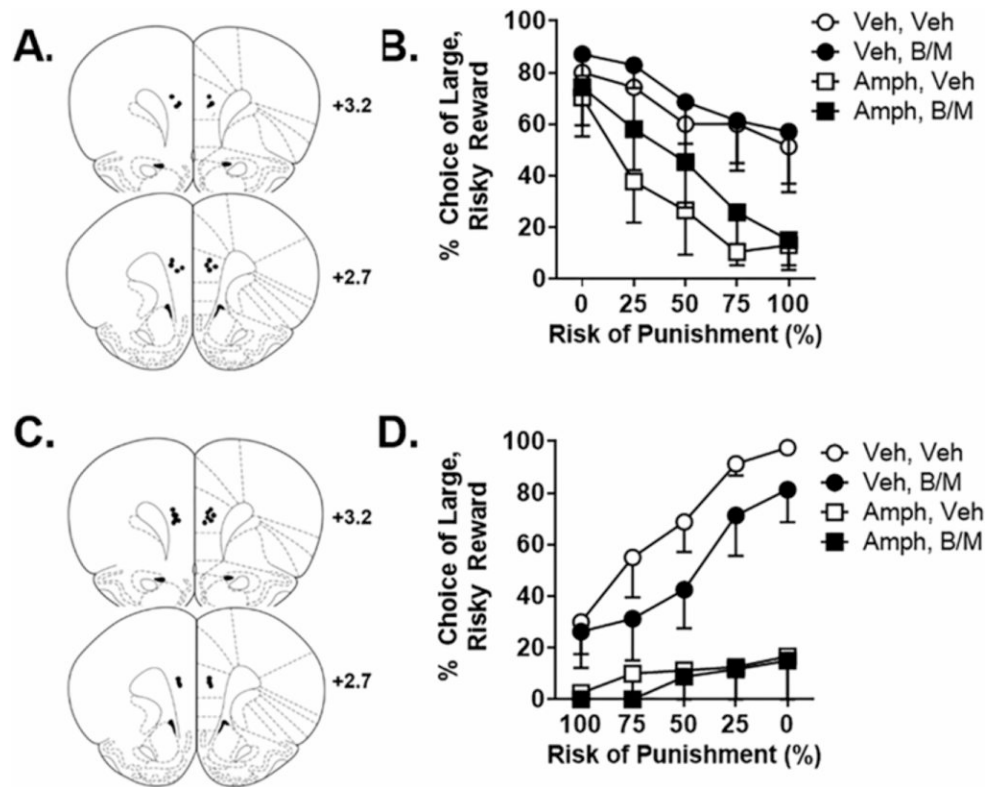 A.
+3.2
+2.7
B.
% Choice of Large,
Risky Reward
100
80
60
40
20
0
0 25 50 75 100
Risk of Punishment (%)
Veh, Veh
Veh, B/M
Amph, Veh
Amph, B/M
C.
+3.2
+2.7
D.
% Choice of Large,
Risky Reward
100
80
60
40
20
0
100 75 50 25 0
Risk of Punishment (%)
Veh, Veh
Veh, B/M
Amph, Veh
Amph, B/M